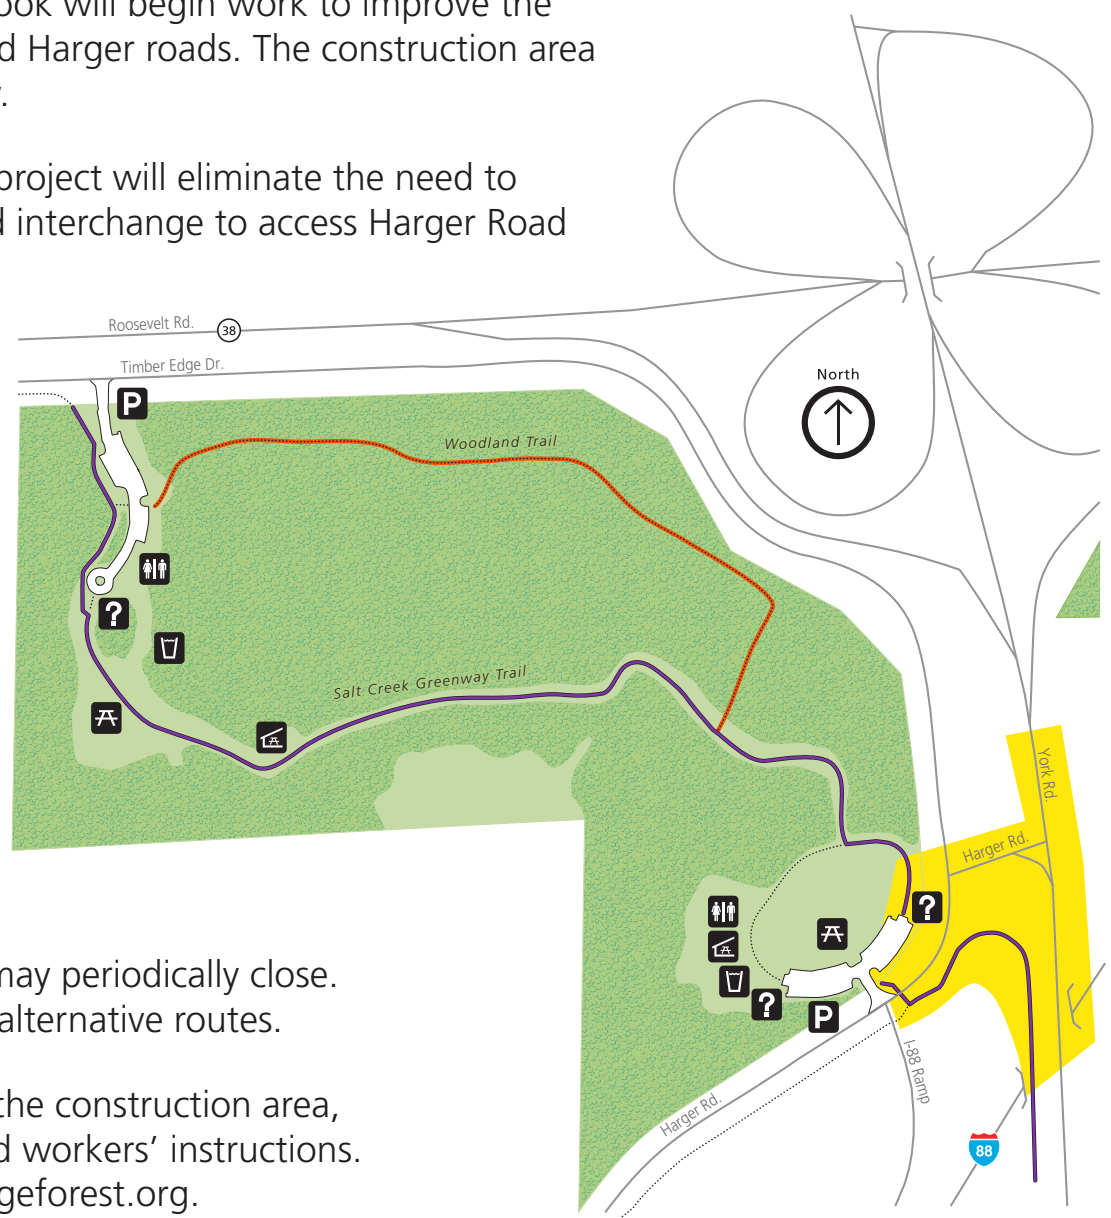 ook will begin work to improve the
d Harger roads. The construction area
.
project will eliminate the need to
d interchange to access Harger Road
Roosevelt Rd.
38
Timber Edge Dr.
North
P
Woodland Trail
?
Salt Creek Greenway Trail
York Rd.
Harger Rd.
?
?
P
may periodically close.
alternative routes.
I-88 Ramp
Harger Rd.
the construction area,
d workers’ instructions.
geforest.org.
88